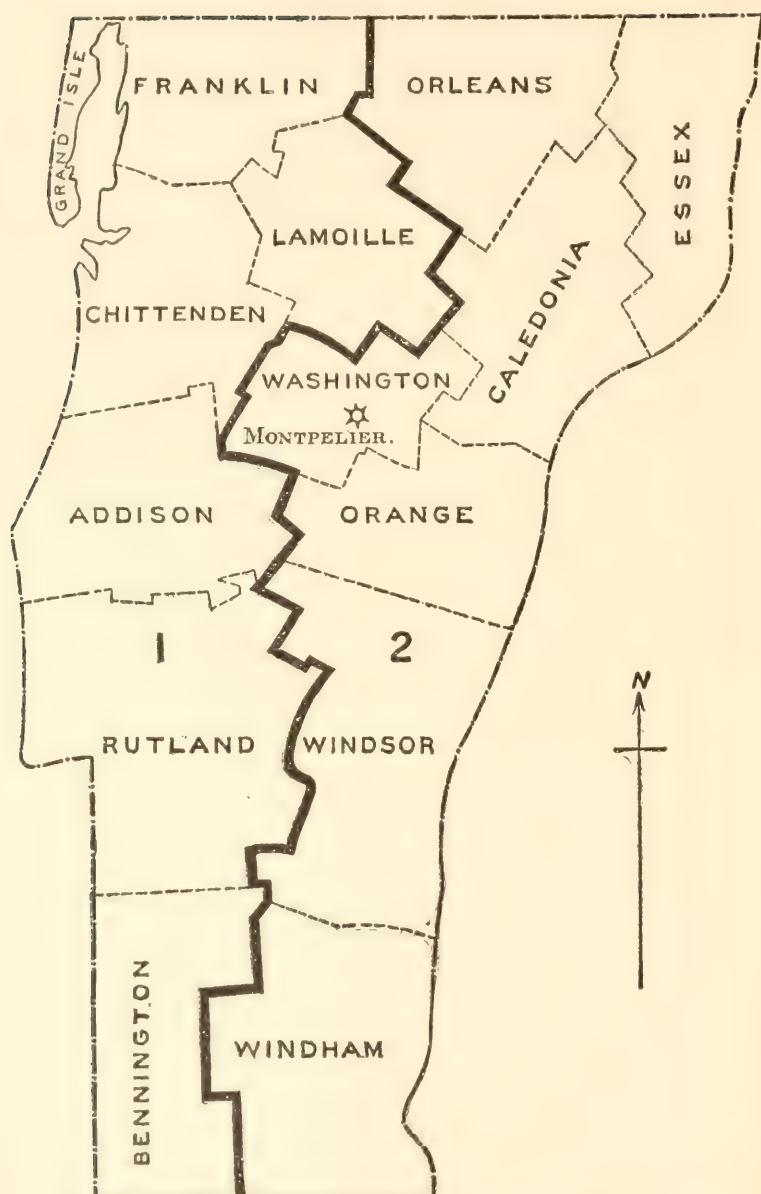 FRANKLIN
ORLEANS
GRAND ISLE
ESSEX
LAMOILLE
CALEDONIA
CHITTENDEN
WASHINGTON
MONTPELIER.
ADDISON
ORANGE
1
2
N
RUTLAND
WINDSOR
BENNINGTON
WINDHAM